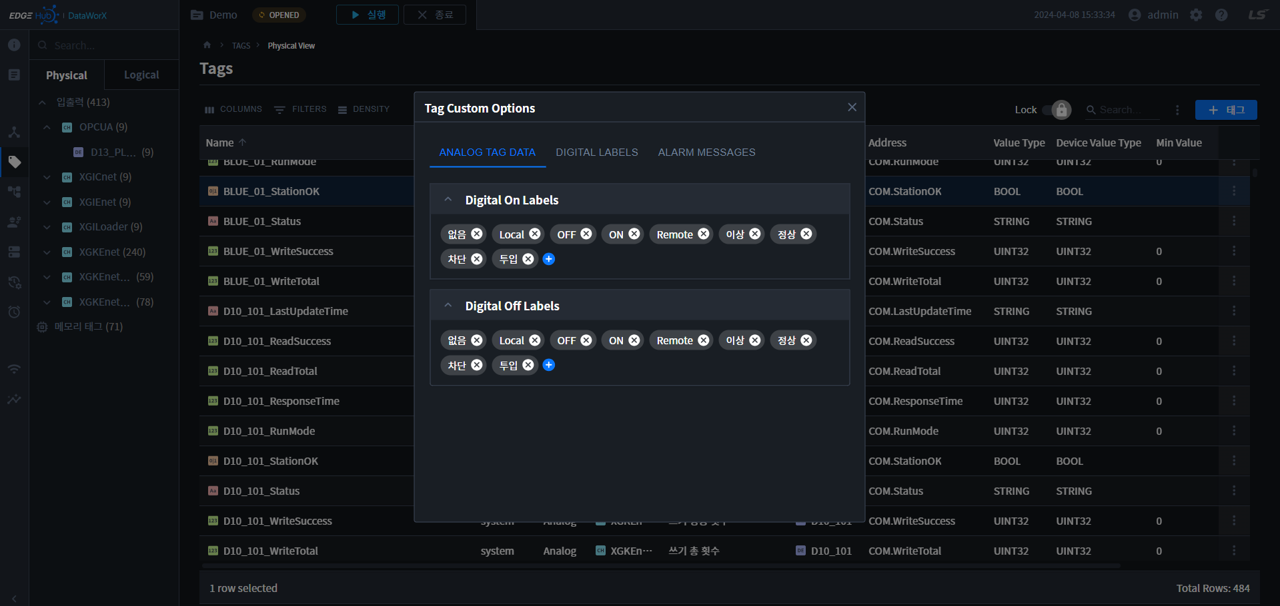 EDGE Hub | DataWorX
Demo
OPENED
실행
종료
2024-04-08 15:33:34
admin
LS
Search...
TAGS > Physical View
Physical
Logical
Tags
입출력 (413)
OPCUA (9)
D13_PL... (9)
XGICnet (9)
XGIEnet (9)
XGILoader (9)
XGKEnet (240)
XGKEnet... (59)
XGKEnet... (78)
메모리 태그 (71)
COLUMNS
FILTERS
DENSITY
Lock
Search...
태그
Name
Address
Value Type
Device Value Type
Min Value
BLUE_01_RunMode COM.RunMode UINT32 UINT32 0
BLUE_01_StationOK COM.StationOK BOOL BOOL
BLUE_01_Status COM.Status STRING STRING
BLUE_01_WriteSuccess COM.WriteSuccess UINT32 UINT32 0
BLUE_01_WriteTotal COM.WriteTotal UINT32 UINT32 0
D10_101_LastUpdateTime COM.LastUpdateTime STRING STRING
D10_101_ReadSuccess COM.ReadSuccess UINT32 UINT32 0
D10_101_ReadTotal COM.ReadTotal UINT32 UINT32 0
D10_101_ResponseTime COM.ResponseTime UINT32 UINT32 0
D10_101_RunMode COM.RunMode UINT32 UINT32 0
D10_101_StationOK COM.StationOK BOOL BOOL
D10_101_Status COM.Status STRING STRING
D10_101_WriteSuccess system Analog D10_101 COM.WriteSuccess UINT32 UINT32 0
D10_101_WriteTotal system Analog XGKEn... 쓰기 총 횟수 D10_101 COM.WriteTotal UINT32 UINT32 0
1 row selected
Total Rows: 484
Tag Custom Options
ANALOG TAG DATA
DIGITAL LABELS
ALARM MESSAGES
Digital On Labels
없음 Local OFF ON Remote 이상 정상
차단 투입
Digital Off Labels
없음 Local OFF ON Remote 이상 정상
차단 투입